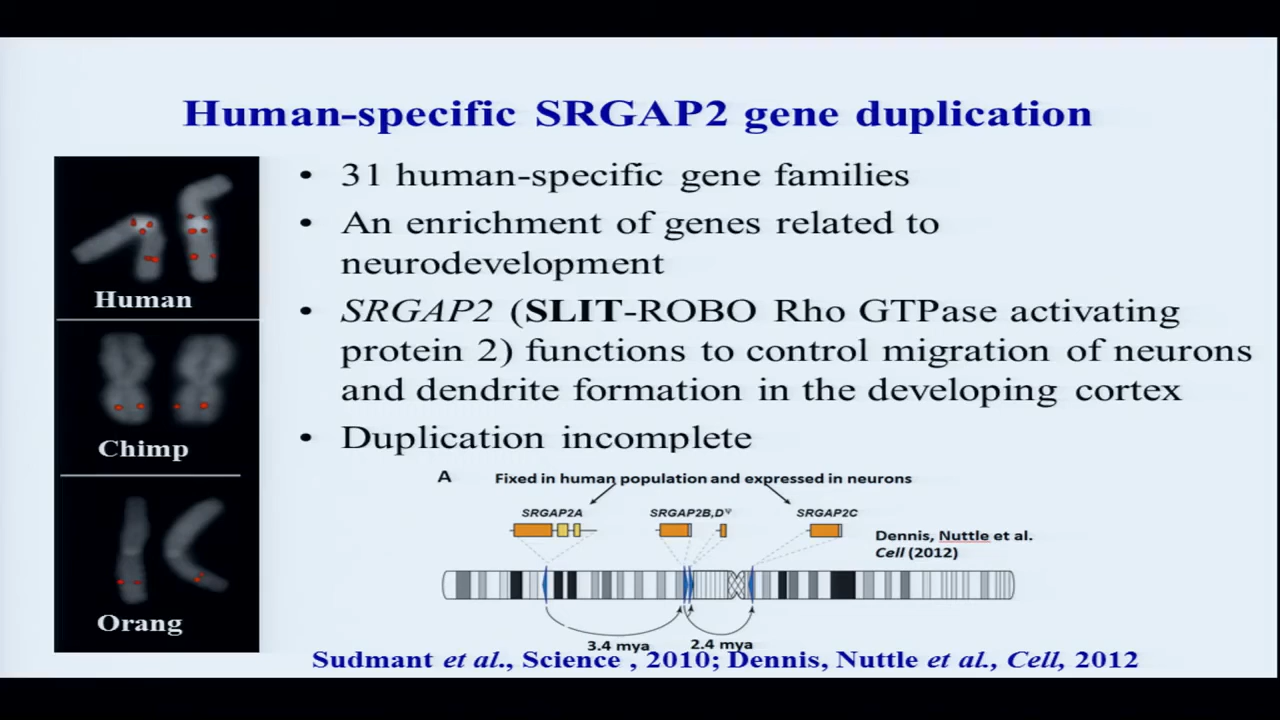 Human-specific SRGAP2 gene duplication
• 31 human-specific gene families
• An enrichment of genes related to
neurodevelopment
• SRGAP2 (SLIT-ROBO Rho GTPase activating
protein 2) functions to control migration of neurons
and dendrite formation in the developing cortex
• Duplication incomplete
Human
Chimp
Orang
A Fixed in human population and expressed in neurons
SRGAP2A SRGAP2B,DΨ SRGAP2C
Dennis, Nuttle et al.
Cell (2012)
3.4 mya 2.4 mya
Sudmant et al., Science , 2010; Dennis, Nuttle et al., Cell, 2012